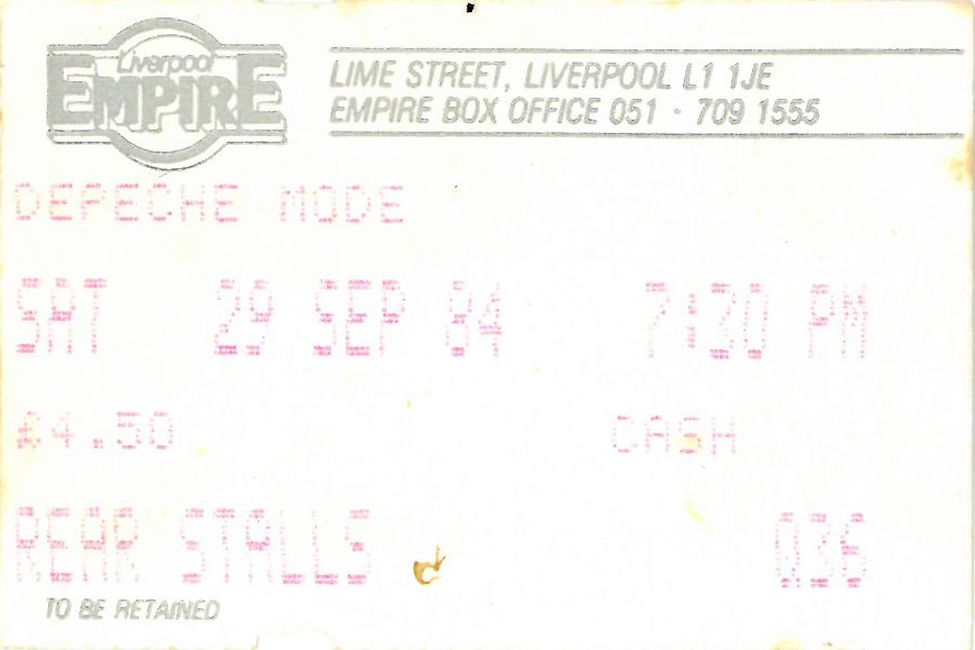 Liverpool
EMPIRE
LIME STREET, LIVERPOOL L1 1JE
EMPIRE BOX OFFICE 051 · 709 1555
DEPECHE MODE
SAT 29 SEP 84 7:30 PM
£4.50 CASH
REAR STALLS Q36
TO BE RETAINED